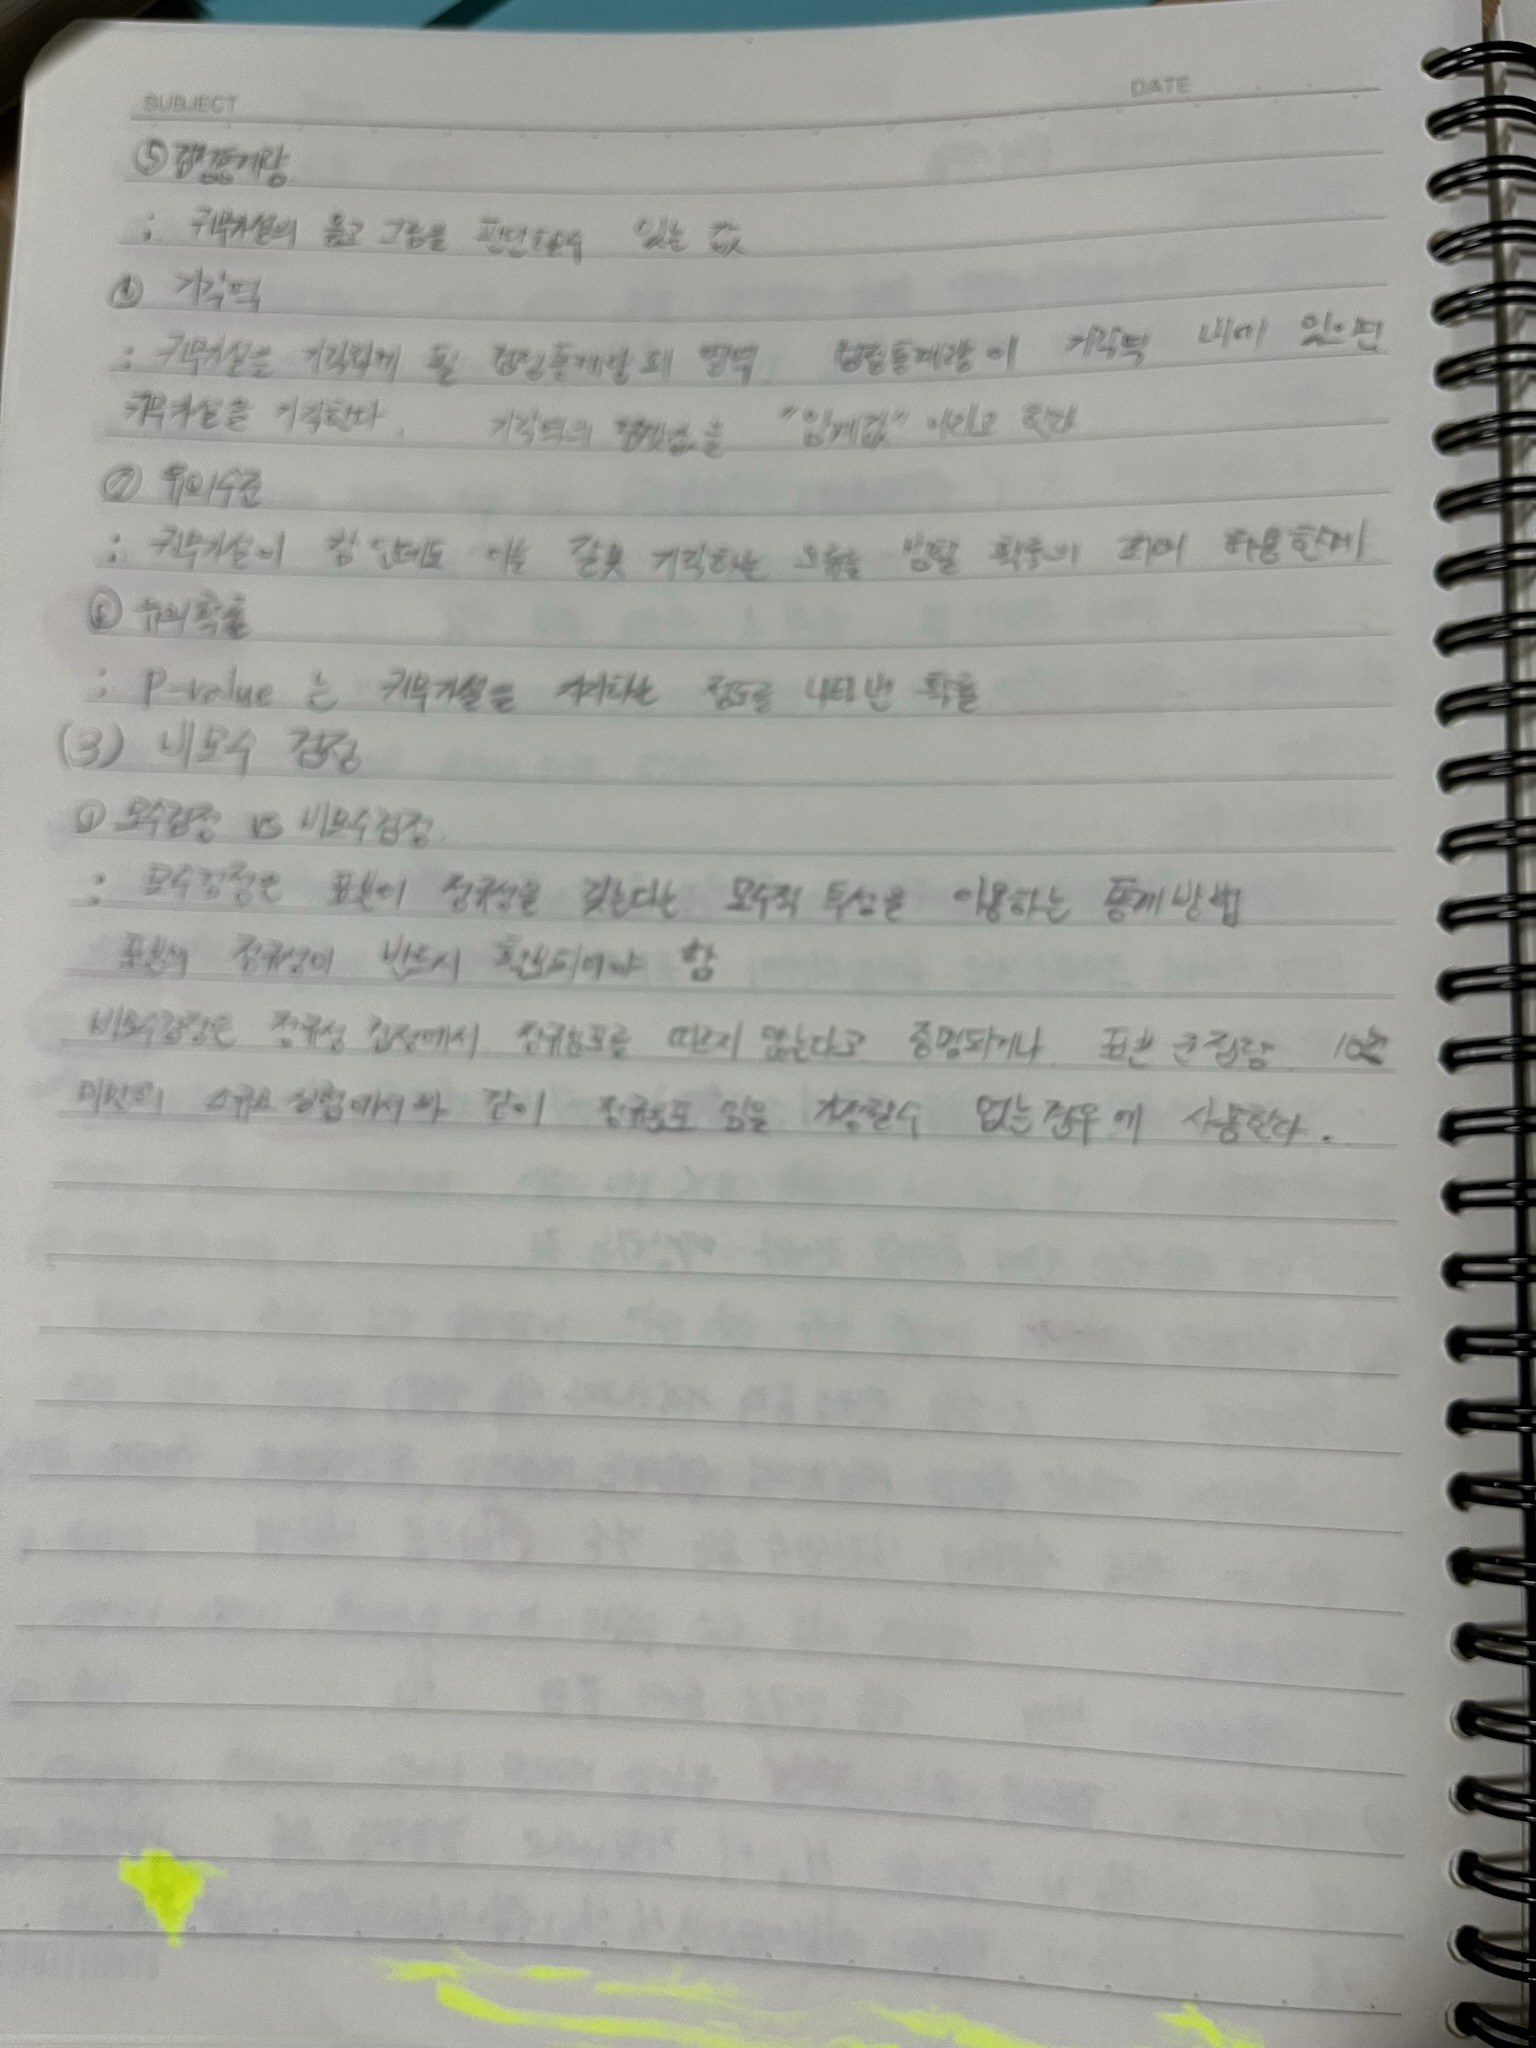 SUBJECT
DATE
⑤ 검정통계량
: 귀무가설의 옳고 그름을 판단할수 있는 값
기각역
: 귀무가설을 기각하게 될 검정통계량의 영역. 검정통계량이 기각역 내에 있으면
귀무가설을 기각한다. 기각역의 경곗값을 "임계값" 이라고 한다
⑦ 유의수준
: 귀무가설이 참인데도 이를 잘못 기각하는 오류를 범할 확률의 최대 허용한계
유의확률
: P-value 는 귀무가설을 지지하는 정도를 나타낸 확률
(3) 비모수 검정
① 모수검정 vs 비모수검정
: 모수검정은 표본이 정규성을 갖는다는 모수적 특성을 이용하는 통계방법
표본의 정규성이 반드시 확보되어야 함
비모수검정은 정규성 검정에서 정규분포를 따르지 않는다고 증명되거나 표본 군집당 10명
미만의 소규모 실험에서와 같이 정규분포 임을 가정할수 없는 경우에 사용한다.